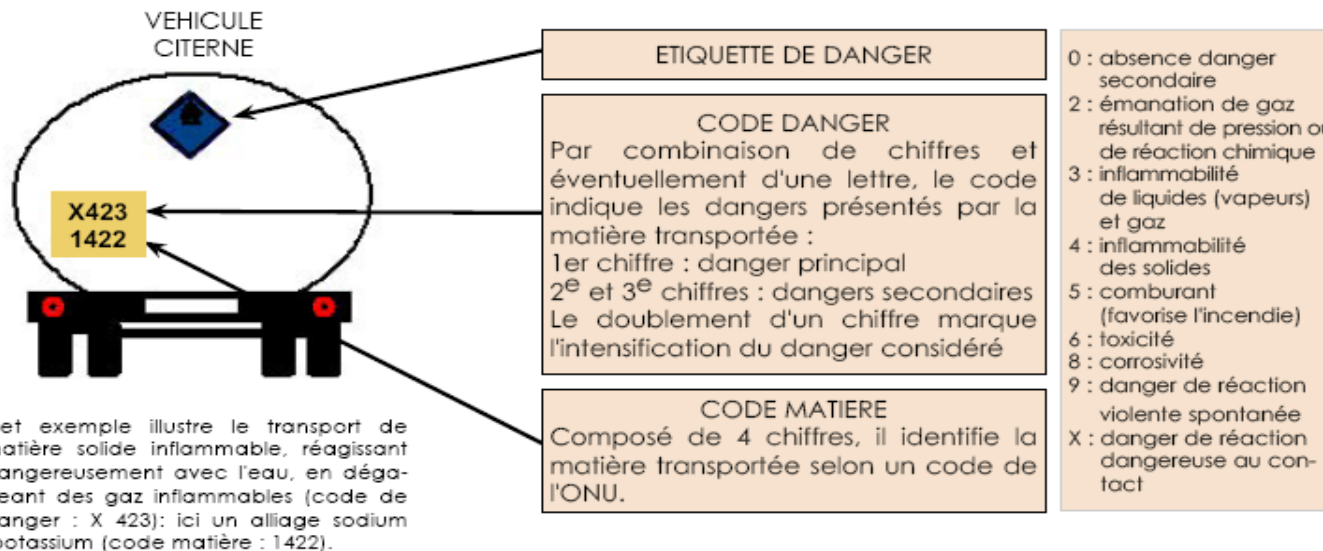 VEHICULE
CITERNE
X423
1422
et exemple illustre le transport de
matière solide inflammable, réagissant
dangereusement avec l'eau, en déga-
geant des gaz inflammables (code de
danger : X 423): ici un alliage sodium
potassium (code matière : 1422).
ETIQUETTE DE DANGER
CODE DANGER
Par combinaison de chiffres et
éventuellement d'une lettre, le code
indique les dangers présentés par la
matière transportée :
1er chiffre : danger principal
2e et 3e chiffres : dangers secondaires
Le doublement d'un chiffre marque
l'intensification du danger considéré
CODE MATIERE
Composé de 4 chiffres, il identifie la
matière transportée selon un code de
l'ONU.
0 : absence danger
secondaire
2 : émanation de gaz
résultant de pression ou
de réaction chimique
3 : inflammabilité
de liquides (vapeurs)
et gaz
4 : inflammabilité
des solides
5 : comburant
(favorise l'incendie)
6 : toxicité
8 : corrosivité
9 : danger de réaction
violente spontanée
X : danger de réaction
dangereuse au con-
tact